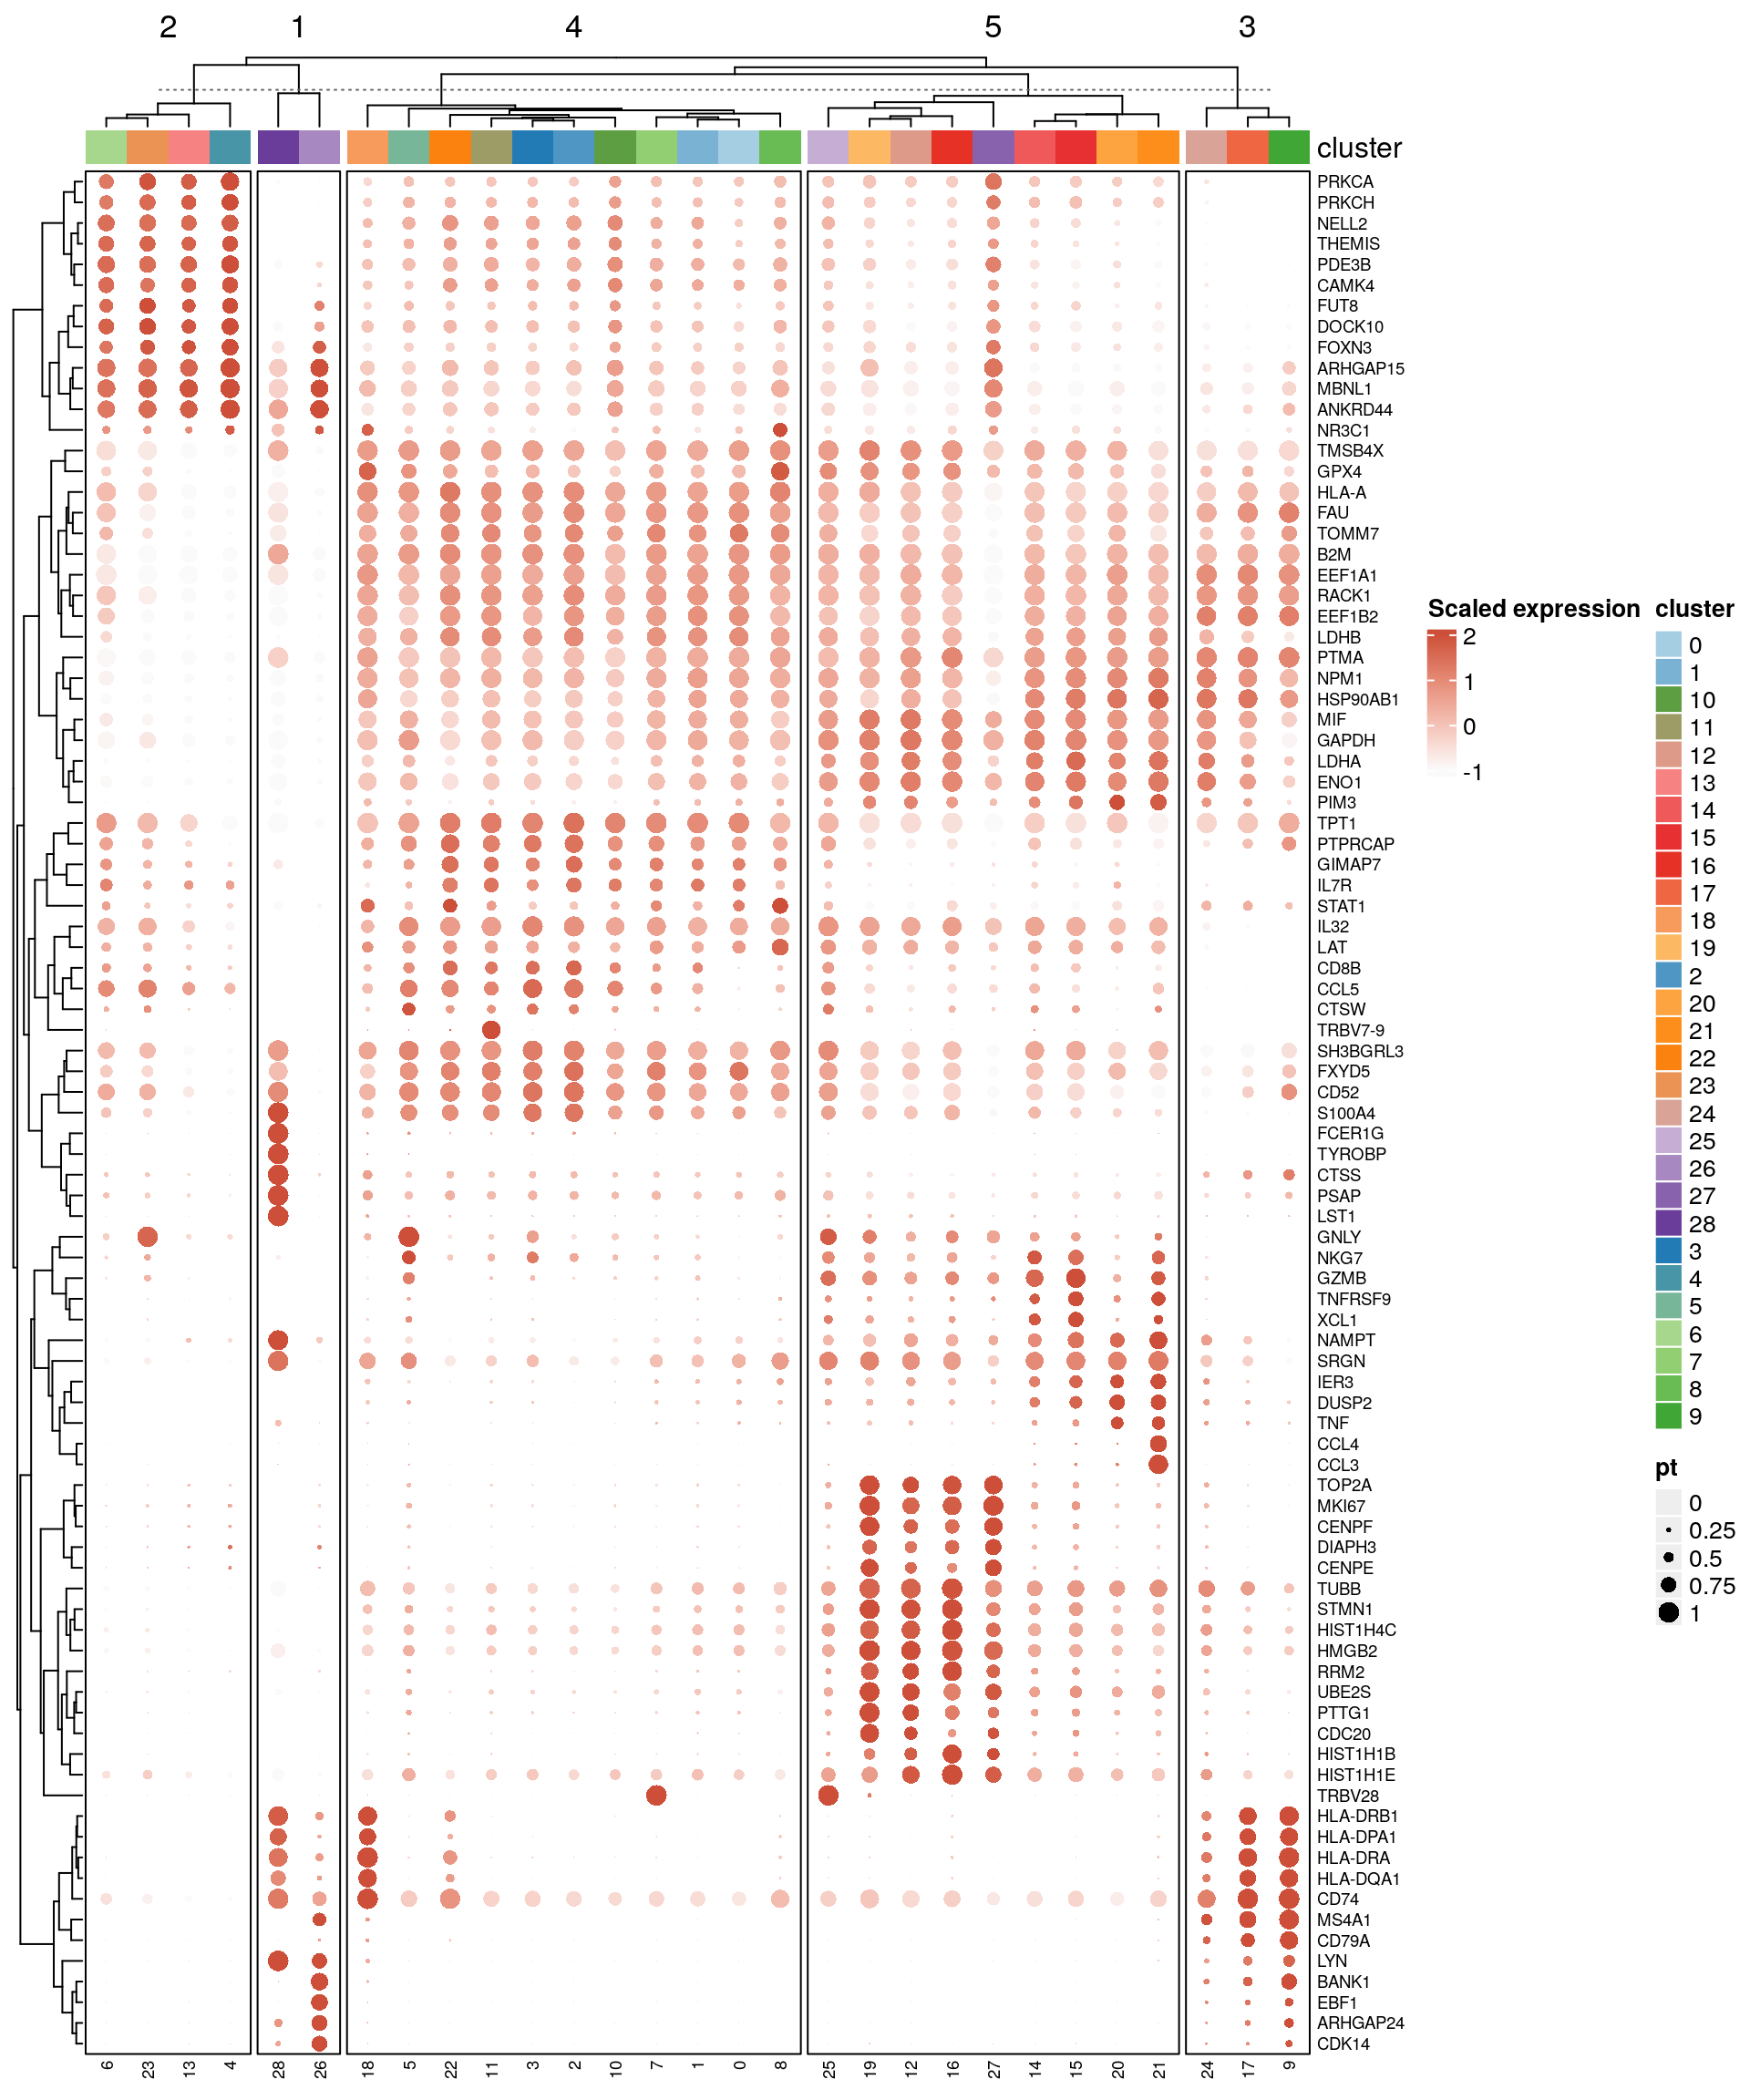 2 1 4 5 3
cluster
PRKCA
PRKCH
NELL2
THEMIS
PDE3B
CAMK4
FUT8
DOCK10
FOXN3
ARHGAP15
MBNL1
ANKRD44
NR3C1
TMSB4X
GPX4
HLA-A
FAU
TOMM7
B2M
EEF1A1
RACK1
EEF1B2
LDHB
PTMA
NPM1
HSP90AB1
MIF
GAPDH
LDHA
ENO1
PIM3
TPT1
PTPRCAP
GIMAP7
IL7R
STAT1
IL32
LAT
CD8B
CCL5
CTSW
TRBV7-9
SH3BGRL3
FXYD5
CD52
S100A4
FCER1G
TYROBP
CTSS
PSAP
LST1
GNLY
NKG7
GZMB
TNFRSF9
XCL1
NAMPT
SRGN
IER3
DUSP2
TNF
CCL4
CCL3
TOP2A
MKI67
CENPF
DIAPH3
CENPE
TUBB
STMN1
HIST1H4C
HMGB2
RRM2
UBE2S
PTTG1
CDC20
HIST1H1B
HIST1H1E
TRBV28
HLA-DRB1
HLA-DPA1
HLA-DRA
HLA-DQA1
CD74
MS4A1
CD79A
LYN
BANK1
EBF1
ARHGAP24
CDK14
6 23 13 4 28 26 18 5 22 11 3 2 10 7 1 0 8 25 19 12 16 27 14 15 20 21 24 17 9
Scaled expression
2
1
0
-1
cluster
0
1
10
11
12
13
14
15
16
17
18
19
2
20
21
22
23
24
25
26
27
28
3
4
5
6
7
8
9
pt
0
0.25
0.5
0.75
1